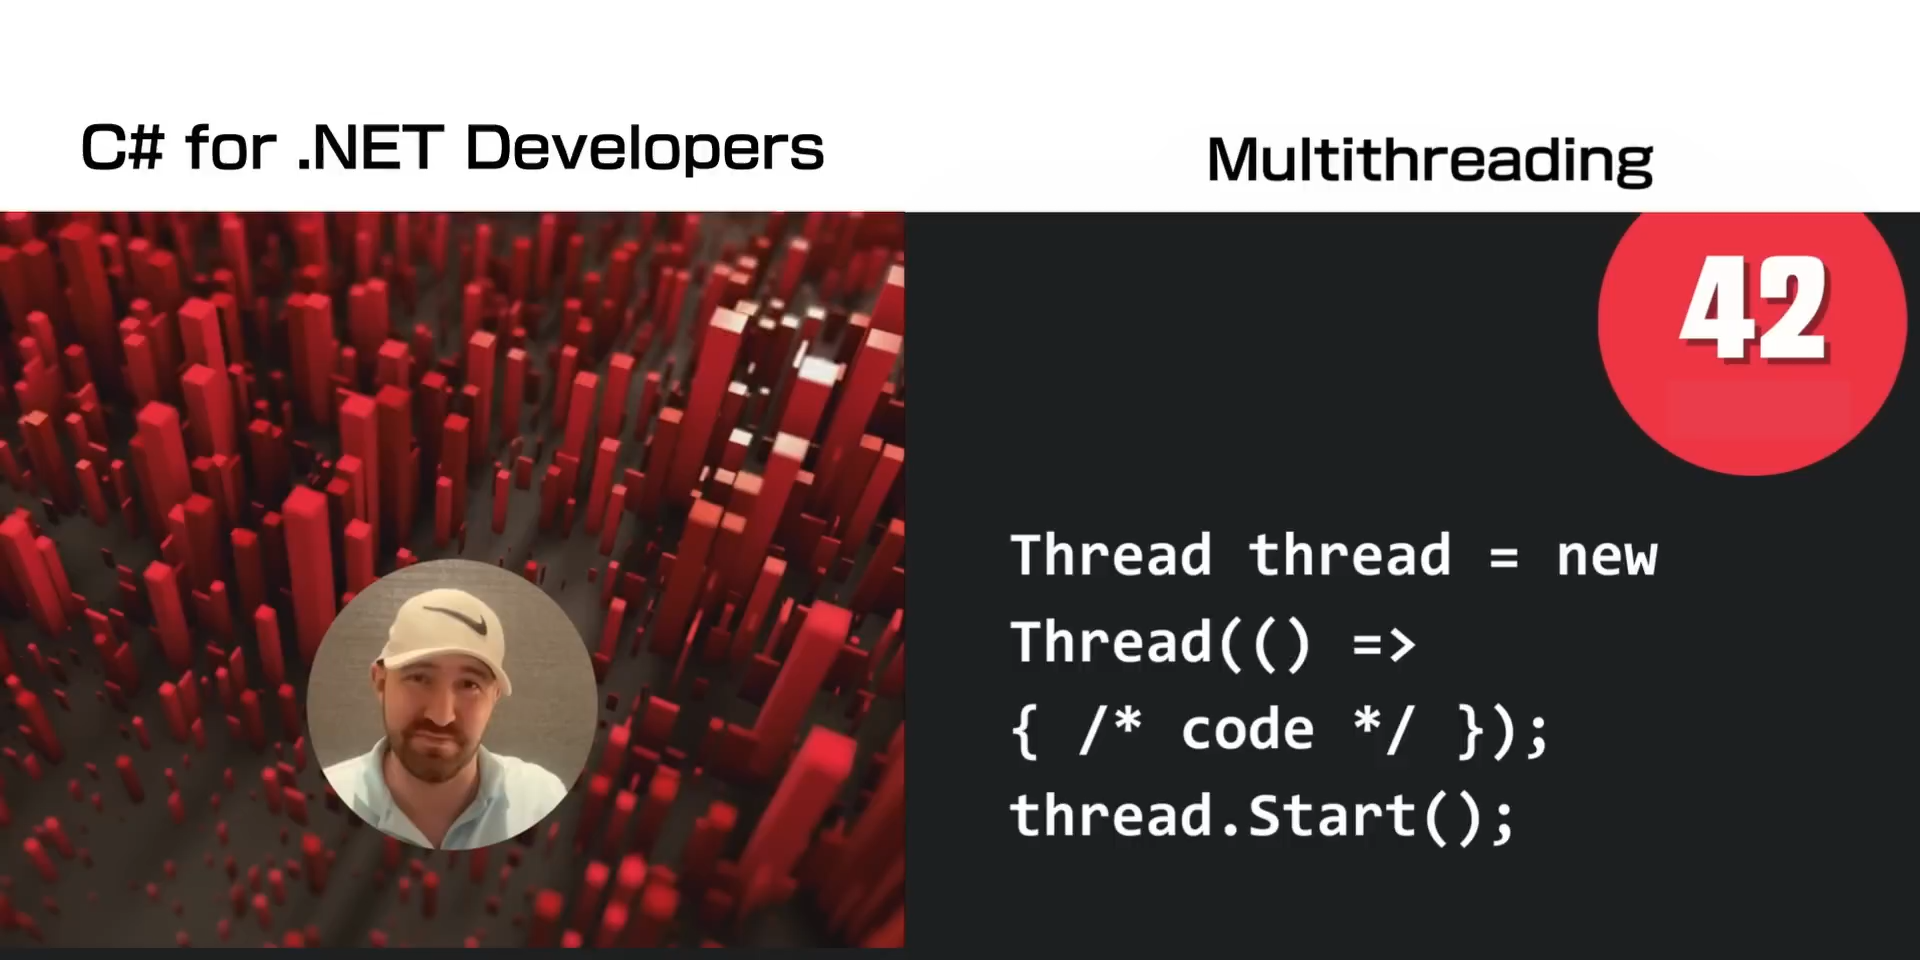 C# for .NET Developers
Multithreading
42
Thread thread = new
Thread(() =>
{ /* code */ });
thread.Start();